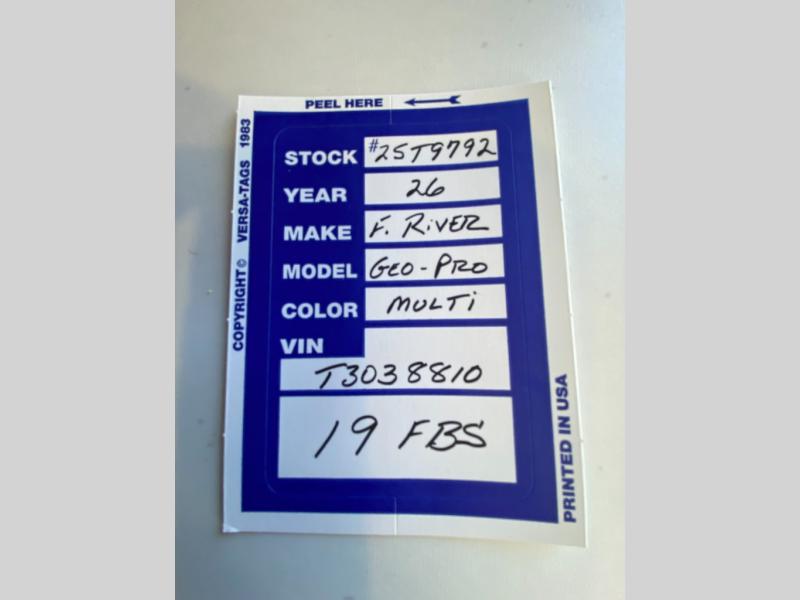 PEEL HERE
COPYRIGHT© VERSA-TAGS 1983
STOCK #25T9792
YEAR 26
MAKE F. RIVER
MODEL GEO-PRO
COLOR MULTI
VIN
T3038810
19 FBS
PRINTED IN USA